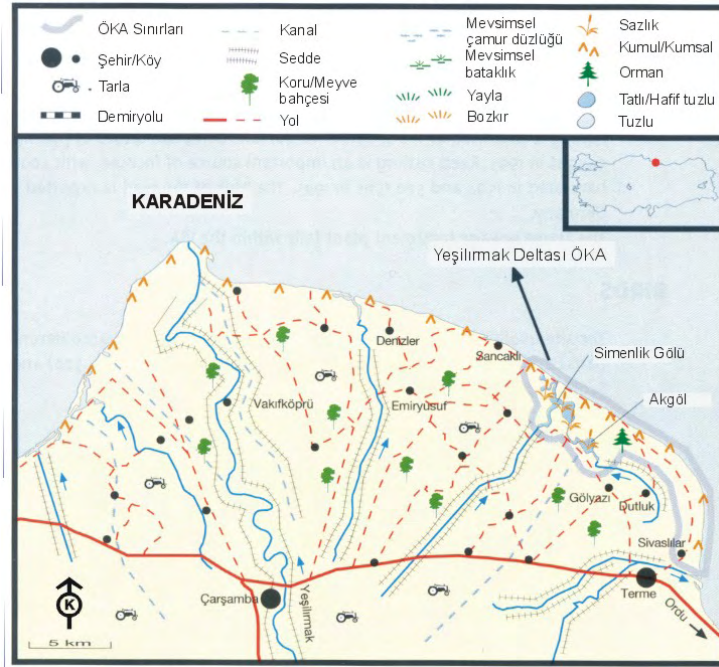 ÖKA Sınırları
Şehir/Köy
Tarla
Demiryolu
Kanal
Sedde
Koru/Meyve
bahçesi
Yol
Mevsimsel
çamur düzlüğü
Mevsimsel
bataklık
Yayla
Bozkır
Sazlık
Kumul/Kumsal
Orman
Tatlı/Hafif tuzlu
Tuzlu
KARADENİZ
Yeşilırmak Deltası ÖKA
Denizler
Sancaklı
Simenlik Gölü
Akgöl
Vakıfköprü
Emiryusuf
Gölyazı
Dutluk
Sivaslılar
Çarşamba
Yeşilırmak
Terme
Ordu
K
5 km